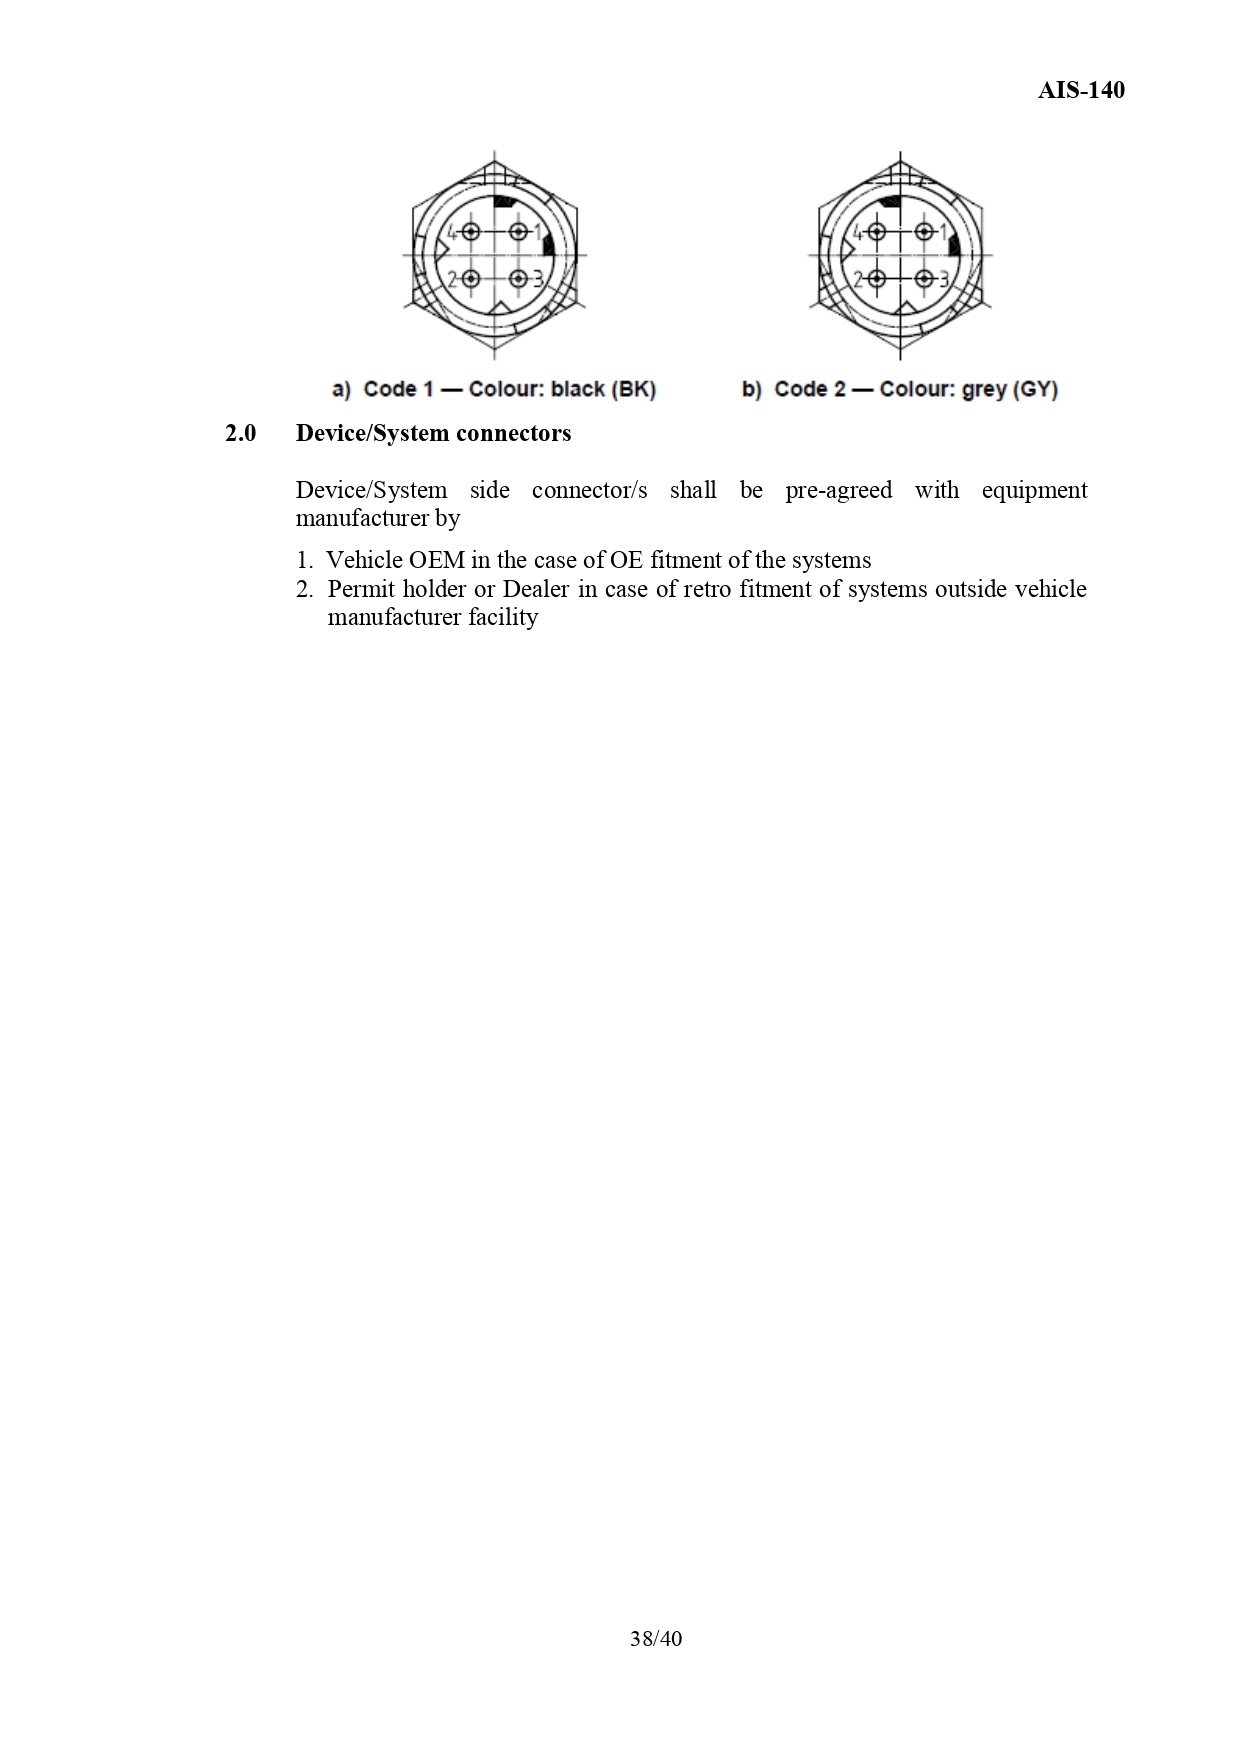 AIS-140
4 1
2 3
4 1
2 3
a) Code 1 — Colour: black (BK)
b) Code 2 — Colour: grey (GY)
2.0 Device/System connectors
Device/System side connector/s shall be pre-agreed with equipment
manufacturer by
1. Vehicle OEM in the case of OE fitment of the systems
2. Permit holder or Dealer in case of retro fitment of systems outside vehicle
manufacturer facility
38/40